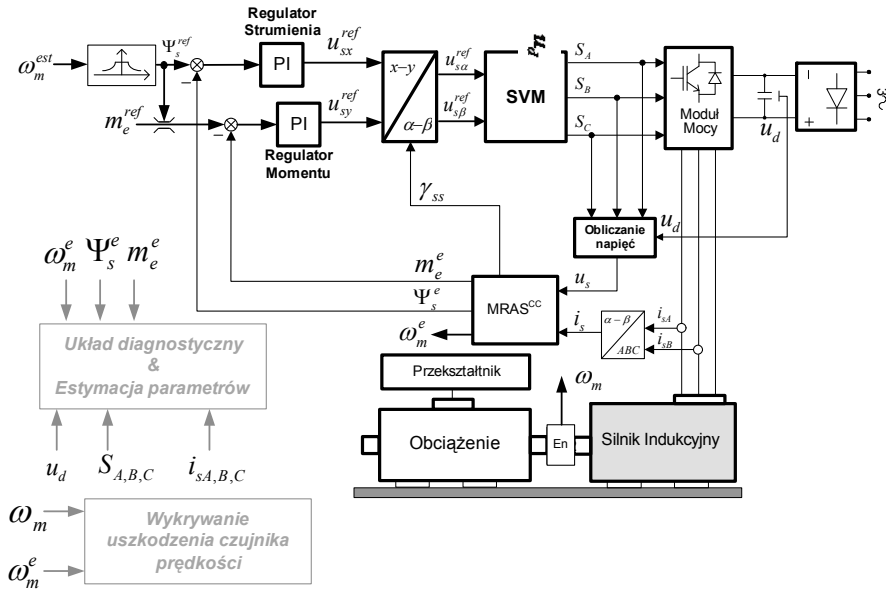 Regulator
Strumienia
ω_m^est
Ψ_s^ref
−
PI
u_sx^ref
x−y
α−β
u_sα^ref
u_sβ^ref
u_d
SVM
S_A
S_B
S_C
Moduł
Mocy
u_d
−
+
3~
m_e^ref
−
PI
u_sy^ref
Regulator
Momentu
γ_ss
Obliczanie
napięć
u_d
u_s
m_e^e
Ψ_s^e
MRAS^CC
ω_m^e
i_s
α−β
ABC
i_sA
i_sB
ω_m^e Ψ_s^e m_e^e
Układ diagnostyczny
&
Estymacja parametrów
u_d S_A,B,C i_sA,B,C
Przekształtnik
ω_m
Obciążenie
En
Silnik Indukcyjny
ω_m
ω_m^e
Wykrywanie
uszkodzenia czujnika
prędkości